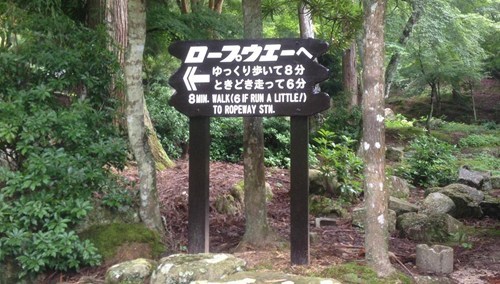 ロープウエーへ
ゆっくり歩いて8分
ときどき走って6分
8 MIN. WALK(6 IF RUN A LITTLE/)
TO ROPEWAY STN.